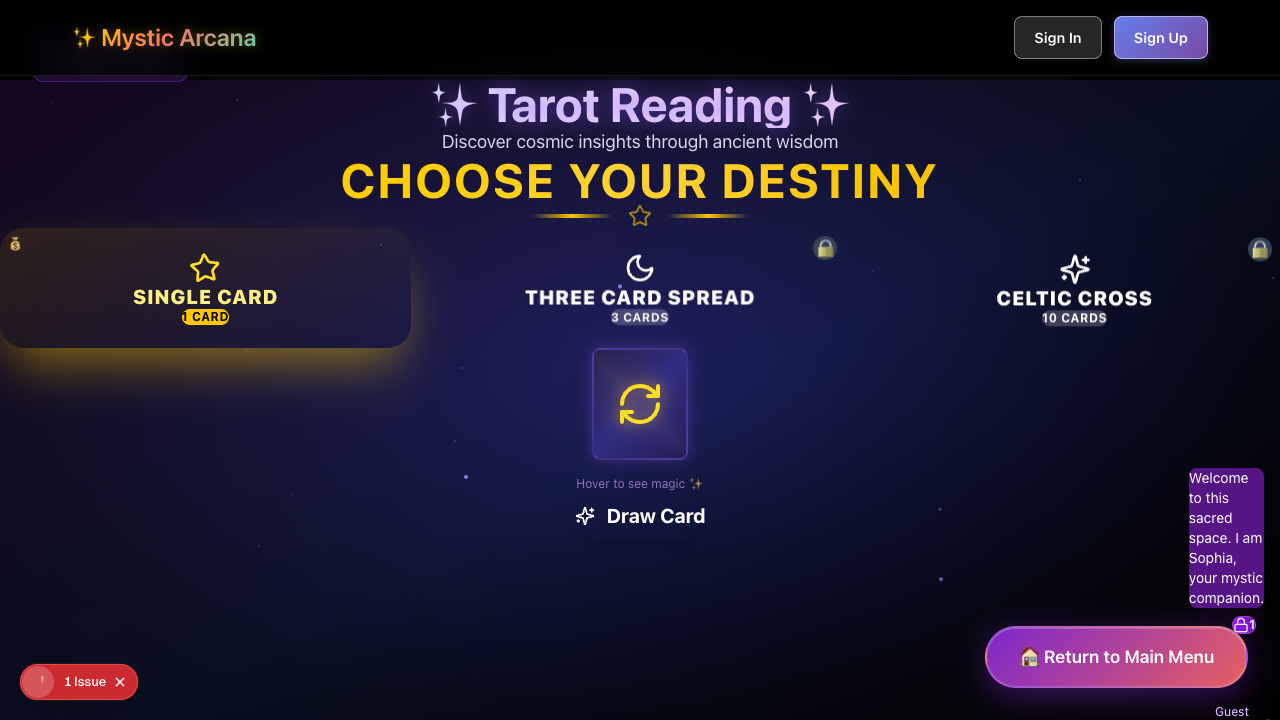 ✨ Mystic Arcana
Sign In
Sign Up
✨ Tarot Reading ✨
Discover cosmic insights through ancient wisdom
CHOOSE YOUR DESTINY
SINGLE CARD
1 CARD
THREE CARD SPREAD
3 CARDS
CELTIC CROSS
10 CARDS
Hover to see magic ✨
Draw Card
Welcome
to this
sacred
space. I am
Sophia,
your mystic
companion.
1
🏠 Return to Main Menu
1 Issue
Guest